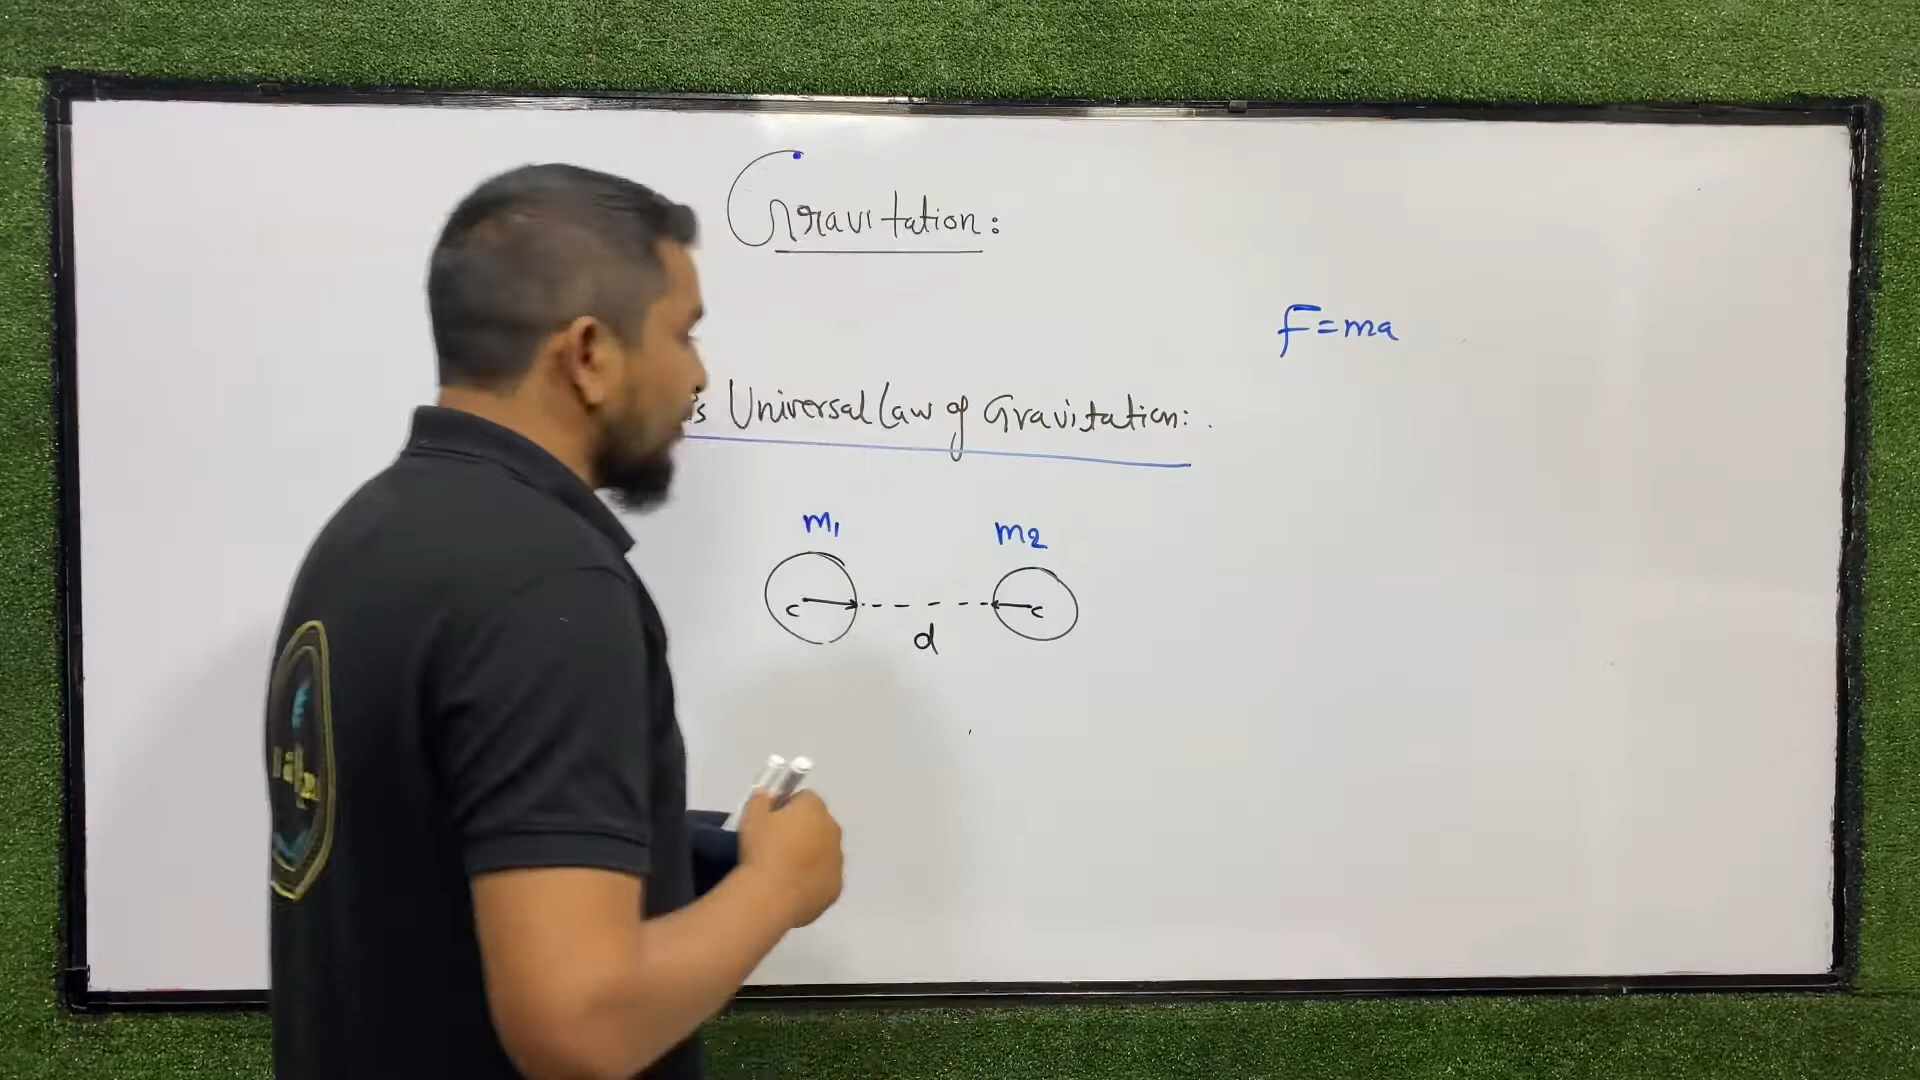 Gravitation:
F=ma
's Universal Law of Gravitation:
m1 m2
c c
d